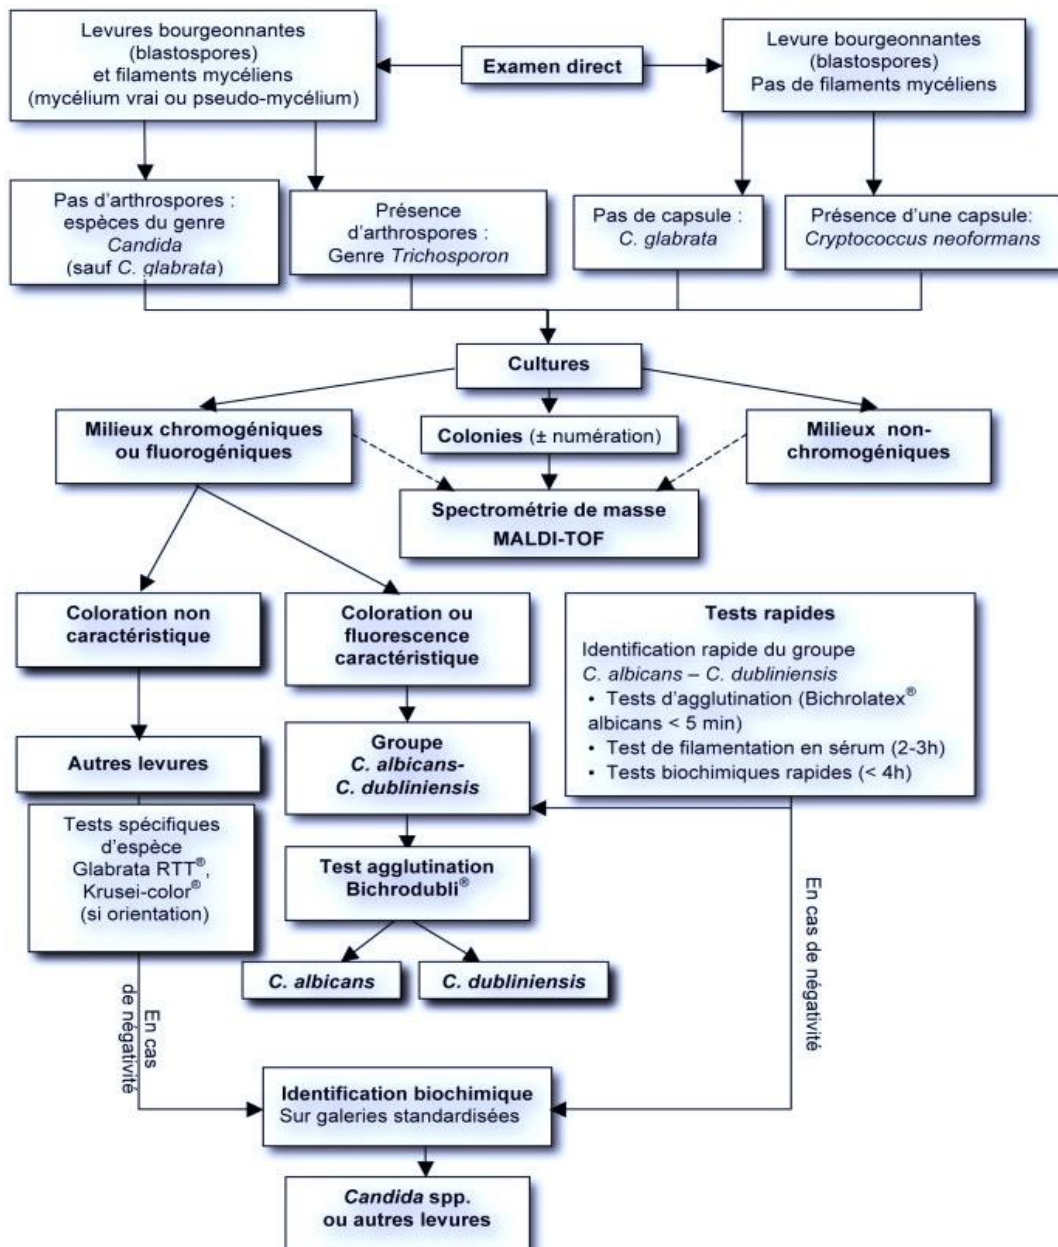 Levures bourgeonnantes
(blastospores)
et filaments mycéliens
(mycélium vrai ou pseudo-mycélium)
Examen direct
Levure bourgeonnantes
(blastospores)
Pas de filaments mycéliens
Pas d'arthrospores :
espèces du genre
Candida
(sauf C. glabrata)
Présence
d'arthrospores :
Genre Trichosporon
Pas de capsule :
C. glabrata
Présence d'une capsule:
Cryptococcus neoformans
Cultures
Milieux chromogéniques
ou fluorogéniques
Colonies (± numération)
Milieux non-
chromogéniques
Spectrométrie de masse
MALDI-TOF
Coloration non
caractéristique
Coloration ou
fluorescence
caractéristique
Tests rapides
Identification rapide du groupe
C. albicans – C. dubliniensis
• Tests d'agglutination (Bichrolatex®
albicans < 5 min)
• Test de filamentation en sérum (2-3h)
• Tests biochimiques rapides (< 4h)
Autres levures
Groupe
C. albicans-
C. dubliniensis
Tests spécifiques
d'espèce
Glabrata RTT®,
Krusei-color®
(si orientation)
Test agglutination
Bichrodubli®
C. albicans
C. dubliniensis
En cas
de négativité
En cas de négativité
Identification biochimique
Sur galeries standardisées
Candida spp.
ou autres levures